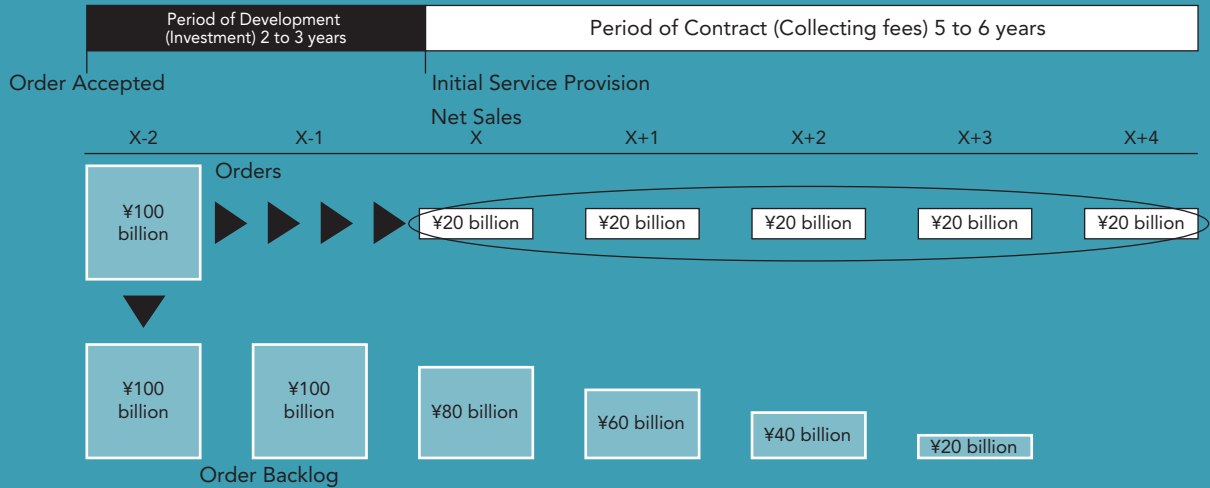 Period of Development
(Investment) 2 to 3 years
Period of Contract (Collecting fees) 5 to 6 years
Order Accepted
Initial Service Provision
Net Sales
X-2
X-1
X
X+1
X+2
X+3
X+4
Orders
¥100
billion
¥20 billion
¥20 billion
¥20 billion
¥20 billion
¥20 billion
¥100
billion
¥100
billion
¥80 billion
¥60 billion
¥40 billion
¥20 billion
Order Backlog